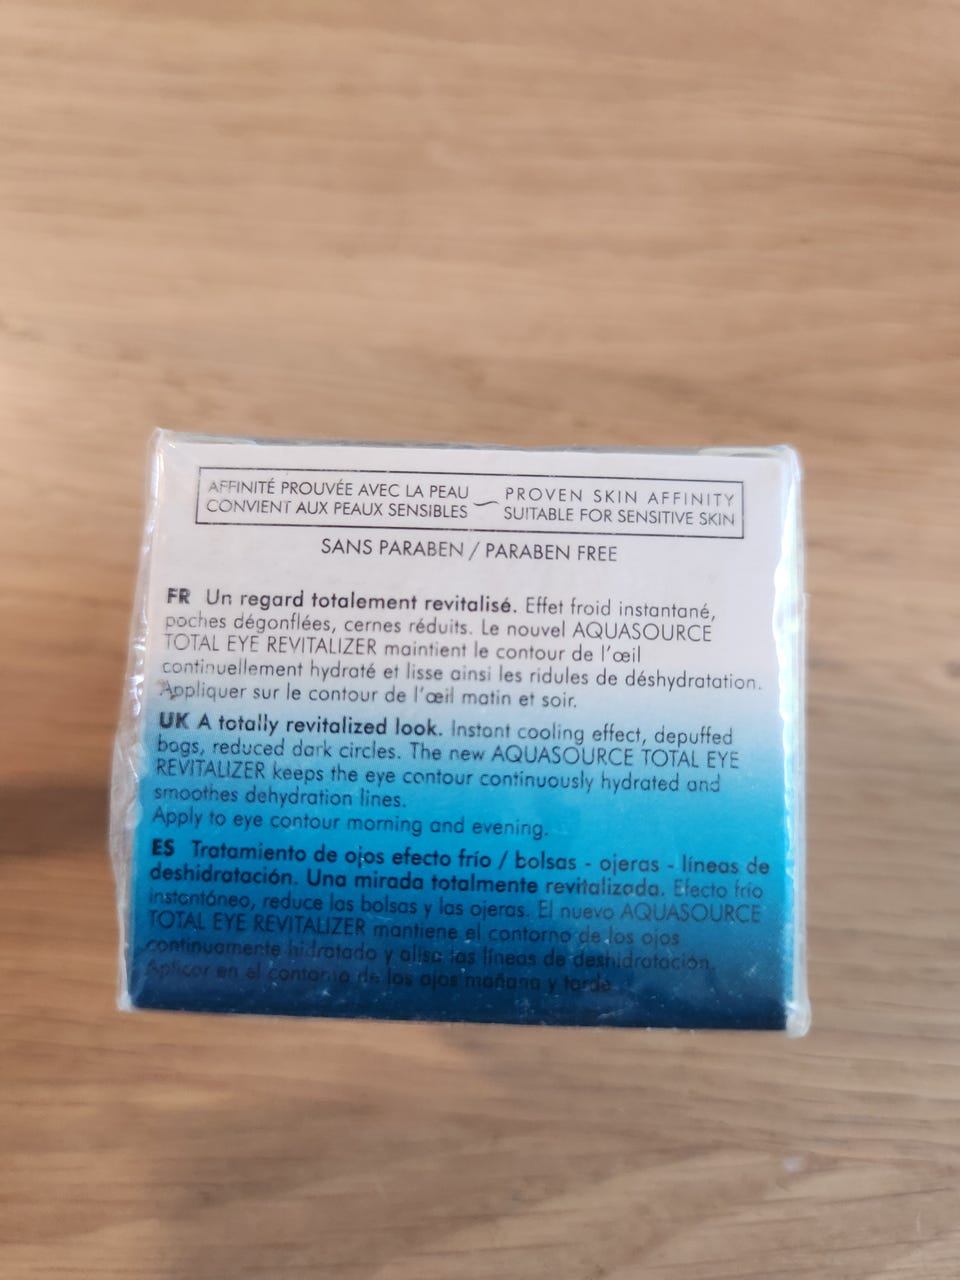 AFFINITÉ PROUVÉE AVEC LA PEAU
CONVIENT AUX PEAUX SENSIBLES
PROVEN SKIN AFFINITY
SUITABLE FOR SENSITIVE SKIN
SANS PARABEN / PARABEN FREE
FR Un regard totalement revitalisé. Effet froid instantané,
poches dégonflées, cernes réduits. Le nouvel AQUASOURCE
TOTAL EYE REVITALIZER maintient le contour de l'œil
continuellement hydraté et lisse ainsi les ridules de déshydratation.
Appliquer sur le contour de l'œil matin et soir.
UK A totally revitalized look. Instant cooling effect, depuffed
bags, reduced dark circles. The new AQUASOURCE TOTAL EYE
REVITALIZER keeps the eye contour continuously hydrated and
smoothes dehydration lines.
Apply to eye contour morning and evening.
ES Tratamiento de ojos efecto frío / bolsas - ojeras - líneas de
deshidratación. Una mirada totalmente revitalizada. Efecto frío
instantáneo, reduce las bolsas y las ojeras. El nuevo AQUASOURCE
TOTAL EYE REVITALIZER mantiene el contorno de los ojos
continuamente hidratado y alisa las líneas de deshidratación.
Aplicar en el contorno de los ojos mañana y tarde.